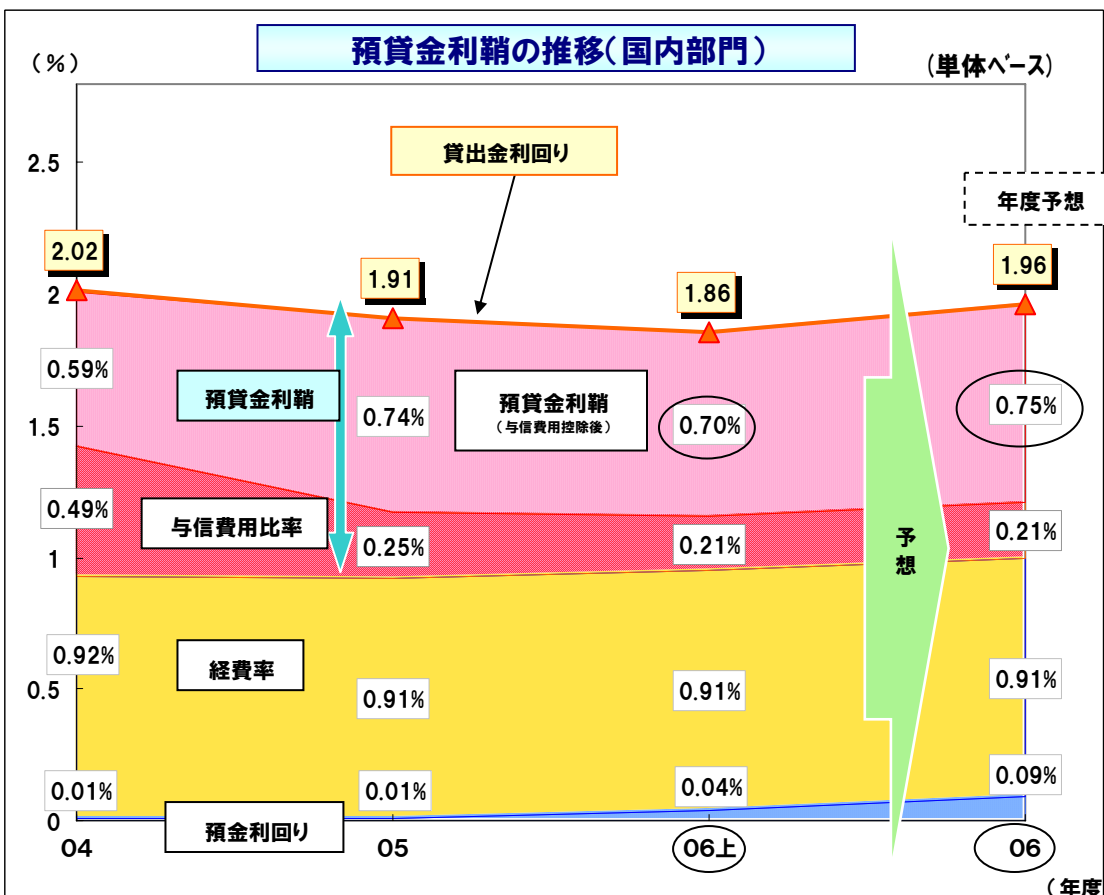 預貸金利鞘の推移（国内部門）
（％）
(単体ベース)
貸出金利回り
2.5
年度予想
2.02
1.91
1.86
1.96
2
0.59%
預貸金利鞘
0.74%
預貸金利鞘
（与信費用控除後）
0.70%
0.75%
1.5
0.49%
与信費用比率
0.25%
0.21%
0.21%
1
予想
0.92%
経費率
0.91%
0.91%
0.91%
0.5
0.01%
0.01%
0.04%
0.09%
0
預金利回り
04
05
06上
06
（年度